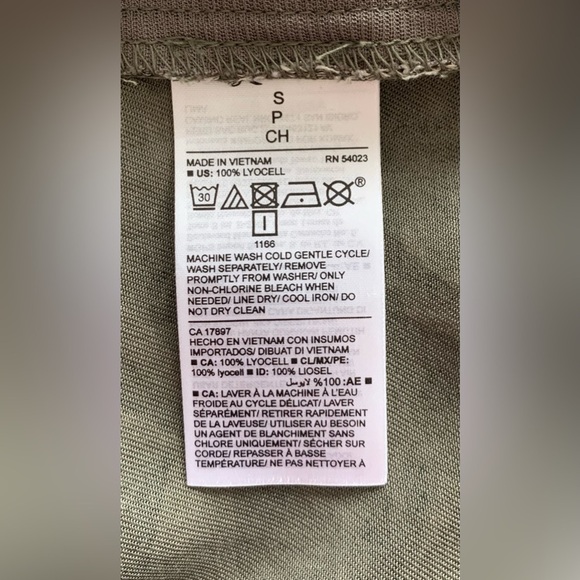 S
P
CH
MADE IN VIETNAM RN 54023
■ US: 100% LYOCELL
30
®
1166
MACHINE WASH COLD GENTLE CYCLE/
WASH SEPARATELY/ REMOVE
PROMPTLY FROM WASHER/ ONLY
NON-CHLORINE BLEACH WHEN
NEEDED/ LINE DRY/ COOL IRON/ DO
NOT DRY CLEAN
CA 17897
HECHO EN VIETNAM CON INSUMOS
IMPORTADOS/ DIBUAT DI VIETNAM
■ CA: 100% LYOCELL ■ CL/MX/PE:
100% lyocell ■ ID: 100% LIOSEL
■ AE: 100% لايوسل
■ CA: LAVER À LA MACHINE À L'EAU
FROIDE AU CYCLE DÉLICAT/ LAVER
SÉPARÉMENT/ RETIRER RAPIDEMENT
DE LA LAVEUSE/ UTILISER AU BESOIN
UN AGENT DE BLANCHIMENT SANS
CHLORE UNIQUEMENT/ SÉCHER SUR
CORDE/ REPASSER À BASSE
TEMPÉRATURE/ NE PAS NETTOYER À